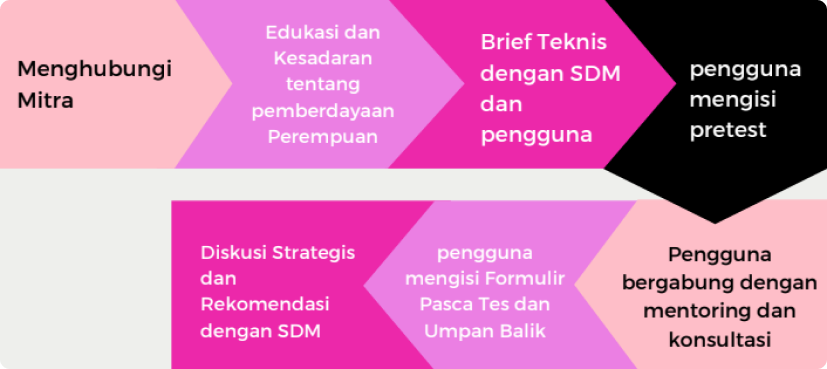 Menghubungi
Mitra
Edukasi dan
Kesadaran
tentang
pemberdayaan
Perempuan
Brief Teknis
dengan SDM
dan
pengguna
pengguna
mengisi
pretest
Pengguna
bergabung dengan
mentoring dan
konsultasi
pengguna
mengisi Formulir
Pasca Tes dan
Umpan Balik
Diskusi Strategis
dan
Rekomendasi
dengan SDM